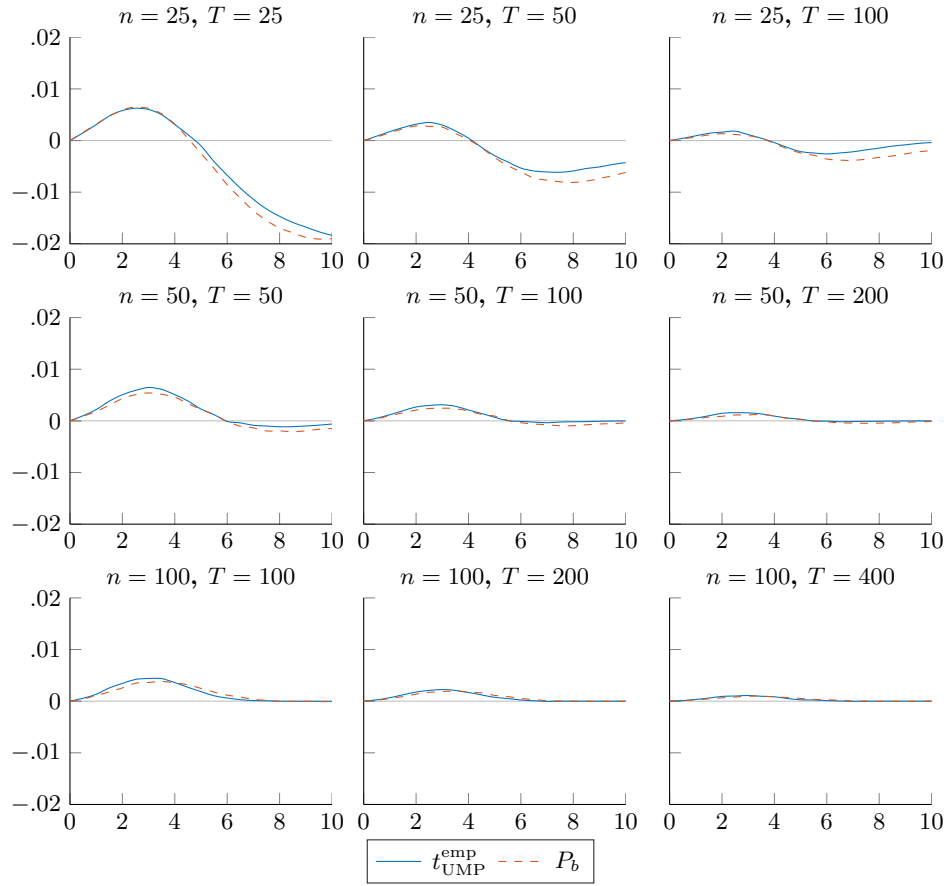 n = 25, T = 25 n = 25, T = 50 n = 25, T = 100
.02
.01
0
−.01
−.02
0 2 4 6 8 10 0 2 4 6 8 10 0 2 4 6 8 10
n = 50, T = 50 n = 50, T = 100 n = 50, T = 200
.02
.01
0
−.01
−.02
0 2 4 6 8 10 0 2 4 6 8 10 0 2 4 6 8 10
n = 100, T = 100 n = 100, T = 200 n = 100, T = 400
.02
.01
0
−.01
−.02
0 2 4 6 8 10 0 2 4 6 8 10 0 2 4 6 8 10
t_UMP^emp P_b